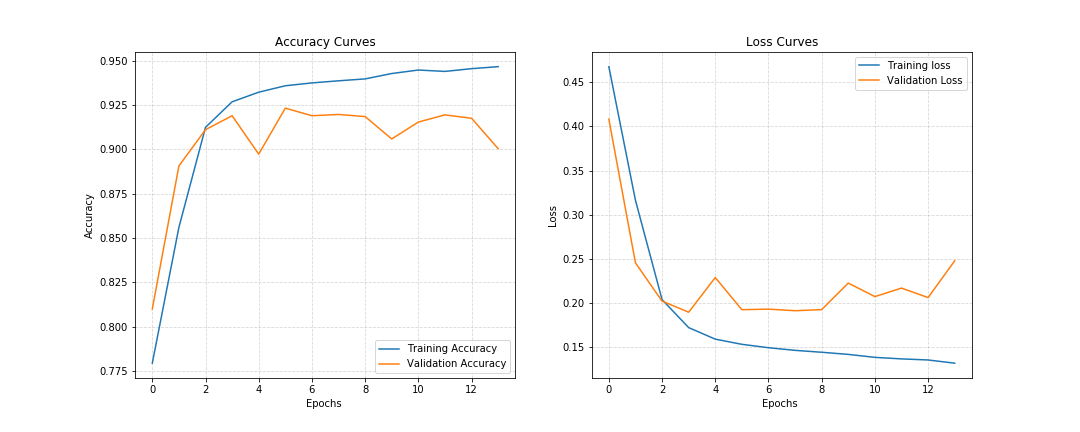 Accuracy Curves
0.950
0.925
0.900
0.875
0.850
0.825
0.800
0.775
Accuracy
0 2 4 6 8 10 12
Epochs
Training Accuracy
Validation Accuracy
Loss Curves
0.45
0.40
0.35
0.30
0.25
0.20
0.15
Loss
0 2 4 6 8 10 12
Epochs
Training loss
Validation Loss